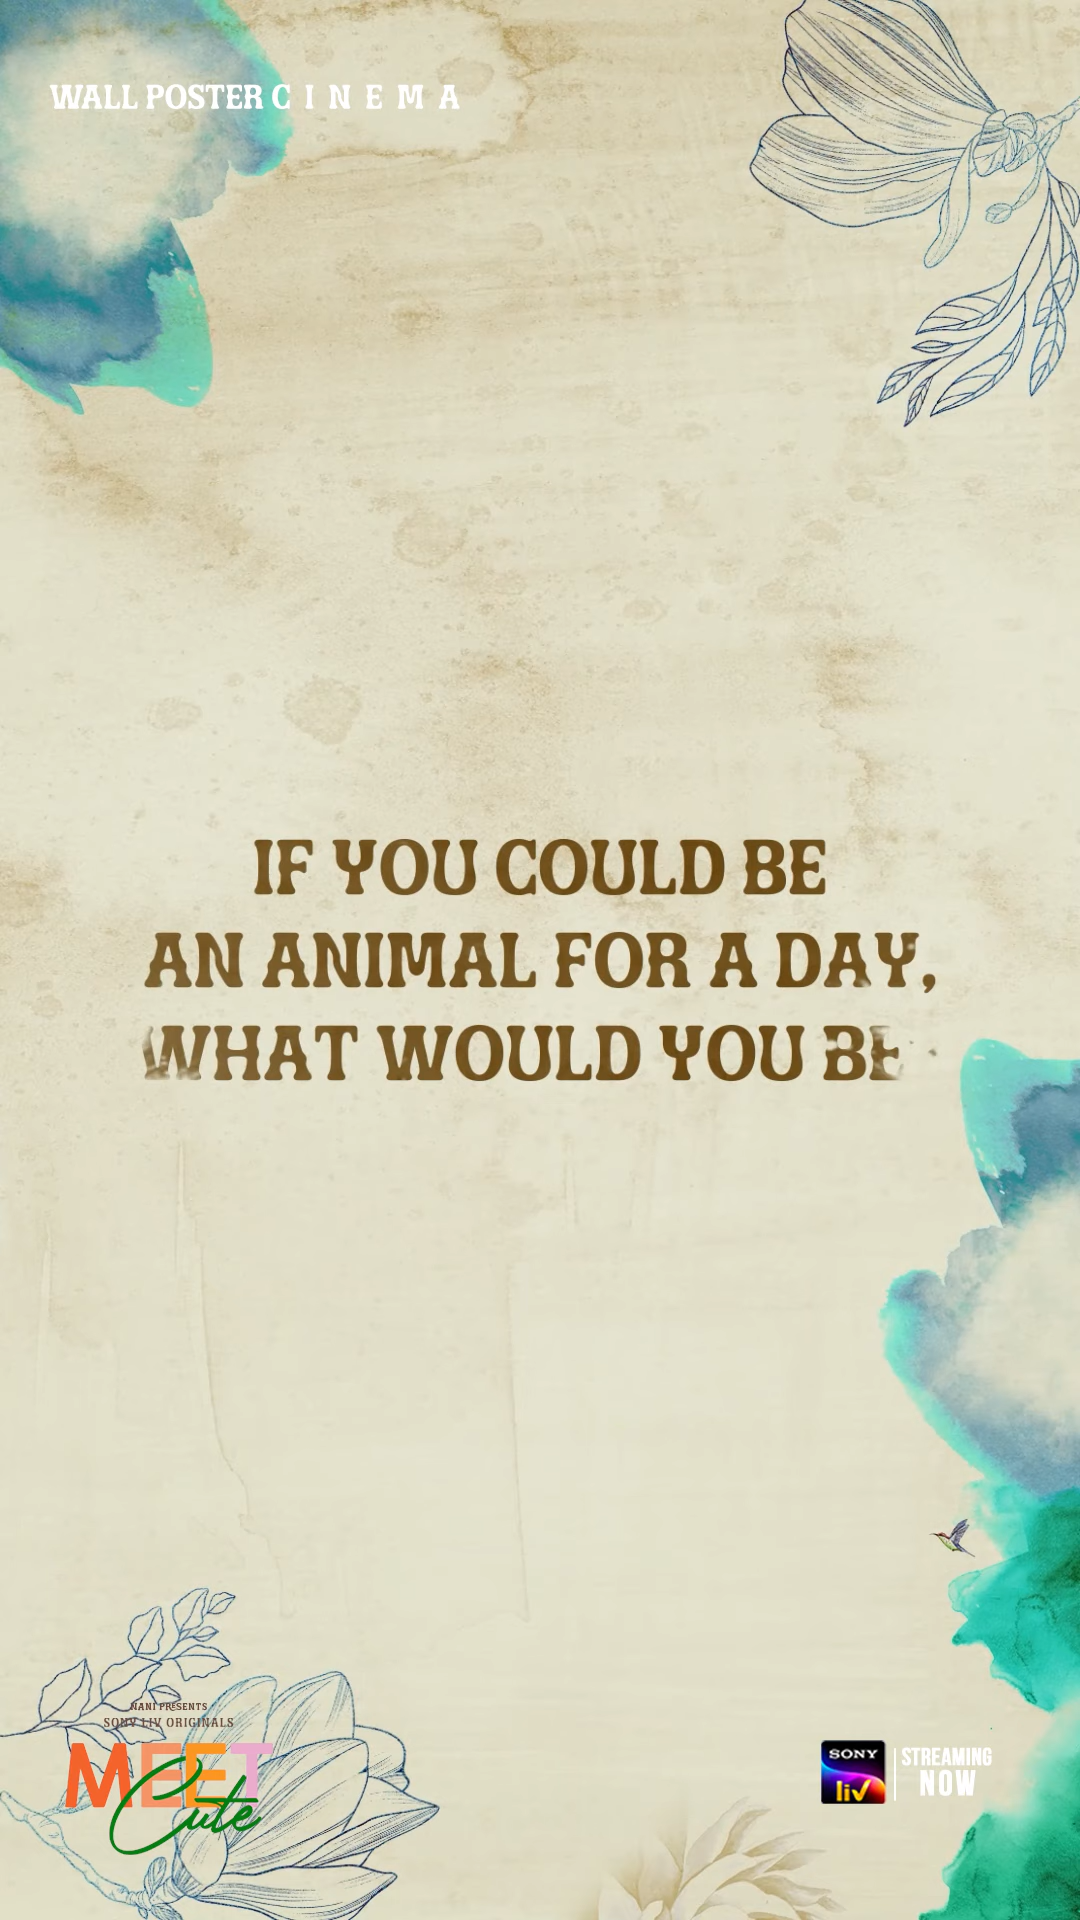 WALL POSTER CINEMA
IF YOU COULD BE
AN ANIMAL FOR A DAY,
WHAT WOULD YOU BE
NANI PRESENTS
SONY LIV ORIGINALS
MEET
Cute
SONY
liv
STREAMING
NOW